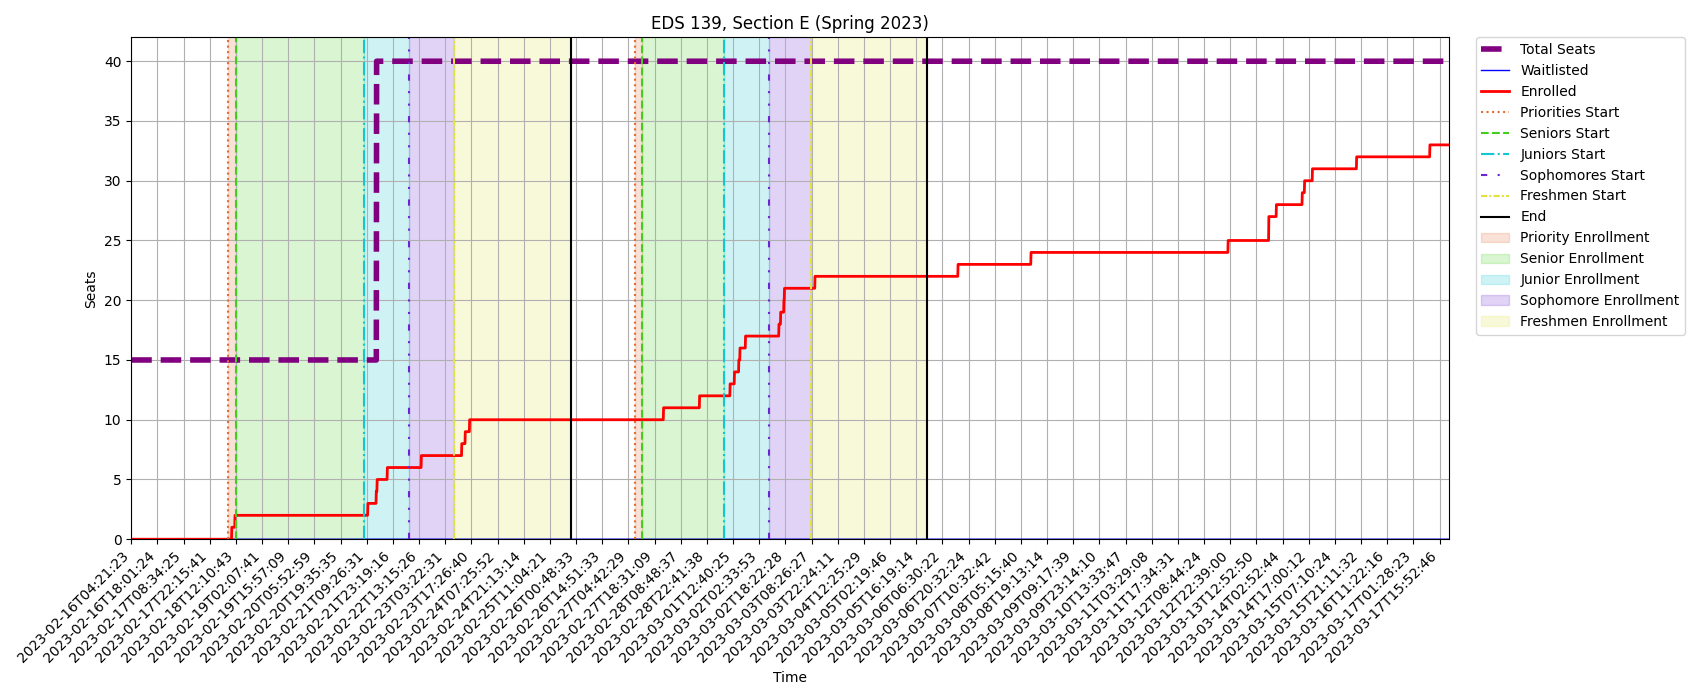 EDS 139, Section E (Spring 2023)
Seats
40
35
30
25
20
15
10
5
0
2023-02-16T04:21:23
2023-02-16T18:01:24
2023-02-17T08:34:25
2023-02-17T22:15:41
2023-02-18T12:10:43
2023-02-19T02:07:41
2023-02-19T15:57:09
2023-02-20T05:52:59
2023-02-20T19:35:35
2023-02-21T09:26:31
2023-02-21T23:19:16
2023-02-22T13:15:26
2023-02-23T03:22:31
2023-02-23T17:26:40
2023-02-24T07:25:52
2023-02-24T21:13:14
2023-02-25T11:04:21
2023-02-26T00:48:33
2023-02-26T14:51:33
2023-02-27T04:42:29
2023-02-27T18:31:09
2023-02-28T08:48:37
2023-02-28T22:41:38
2023-03-01T12:40:25
2023-03-02T02:33:53
2023-03-02T18:22:28
2023-03-03T08:26:27
2023-03-03T22:24:11
2023-03-04T12:25:29
2023-03-05T02:19:46
2023-03-05T16:19:14
2023-03-06T06:30:22
2023-03-06T20:32:24
2023-03-07T10:32:42
2023-03-08T05:15:40
2023-03-08T19:13:14
2023-03-09T09:17:39
2023-03-09T23:14:10
2023-03-10T13:33:47
2023-03-11T03:29:08
2023-03-11T17:34:31
2023-03-12T08:44:24
2023-03-12T22:39:00
2023-03-13T12:52:50
2023-03-14T02:52:44
2023-03-14T17:00:12
2023-03-15T07:10:24
2023-03-15T21:11:32
2023-03-16T11:22:16
2023-03-17T01:28:23
2023-03-17T15:52:46
Time
Total Seats
Waitlisted
Enrolled
Priorities Start
Seniors Start
Juniors Start
Sophomores Start
Freshmen Start
End
Priority Enrollment
Senior Enrollment
Junior Enrollment
Sophomore Enrollment
Freshmen Enrollment